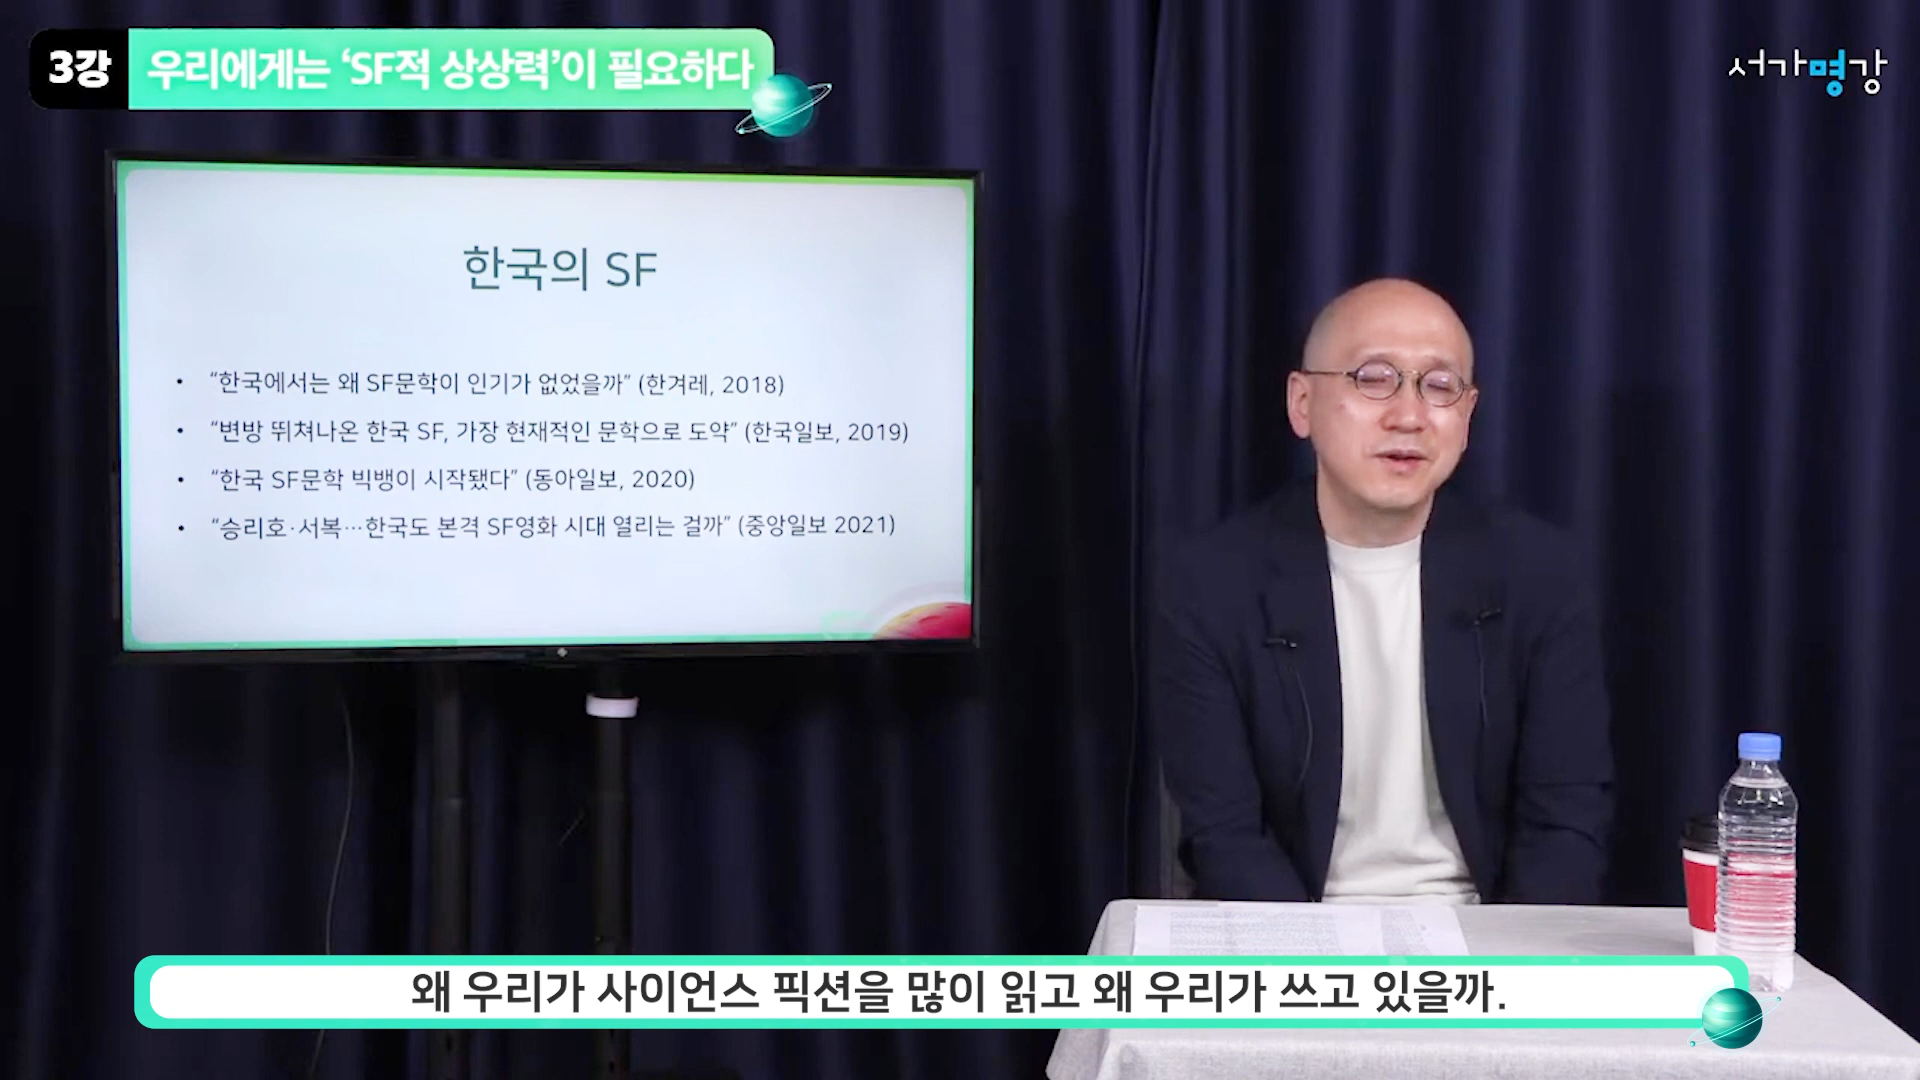 3강 우리에게는 ‘SF적 상상력’이 필요하다
서가명강
한국의 SF
• “한국에서는 왜 SF문학이 인기가 없었을까” (한겨레, 2018)
• “변방 뛰쳐나온 한국 SF, 가장 현재적인 문학으로 도약” (한국일보, 2019)
• “한국 SF문학 빅뱅이 시작됐다” (동아일보, 2020)
• “승리호·서복…한국도 본격 SF영화 시대 열리는 걸까” (중앙일보 2021)
왜 우리가 사이언스 픽션을 많이 읽고 왜 우리가 쓰고 있을까.